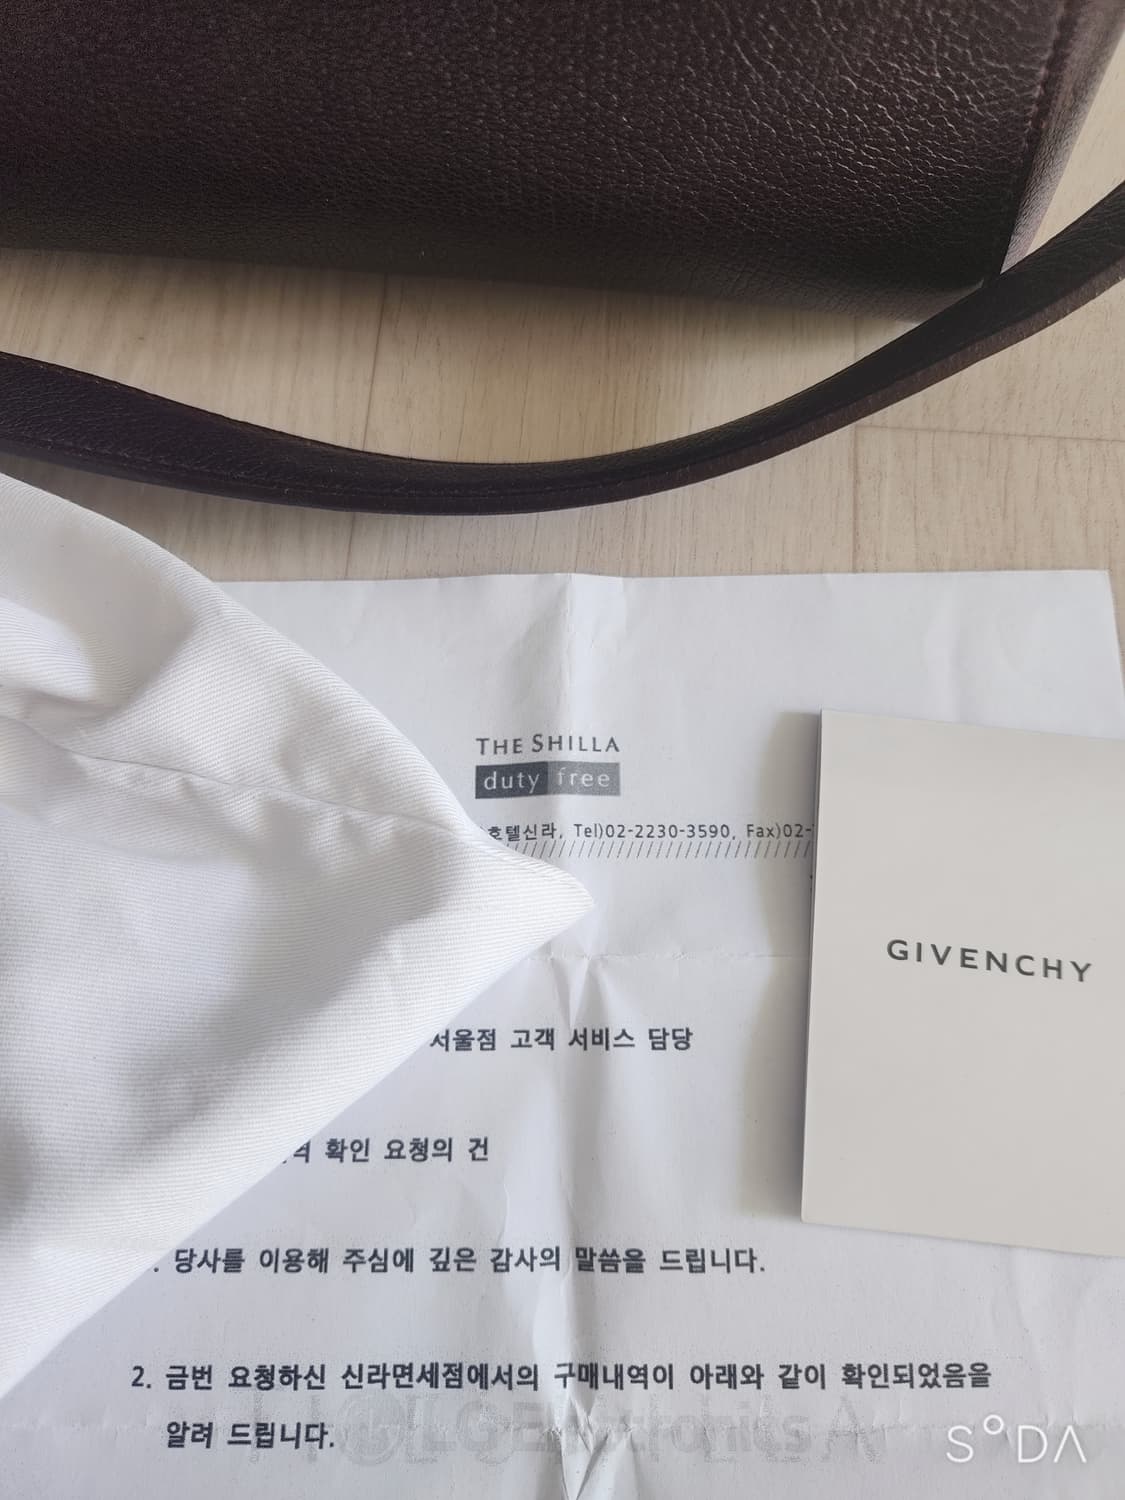 THE SHILLA
duty free
호텔신라, Tel)02-2230-3590, Fax)02-
GIVENCHY
서울점 고객 서비스 담당
확인 요청의 건
. 당사를 이용해 주심에 깊은 감사의 말씀을 드립니다.
2. 금번 요청하신 신라면세점에서의 구매내역이 아래와 같이 확인되었음을
알려 드립니다.
SODA